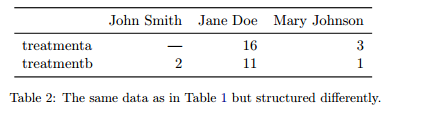 John Smith Jane Doe Mary Johnson
treatmenta — 16 3
treatmentb 2 11 1
Table 2: The same data as in Table 1 but structured differently.